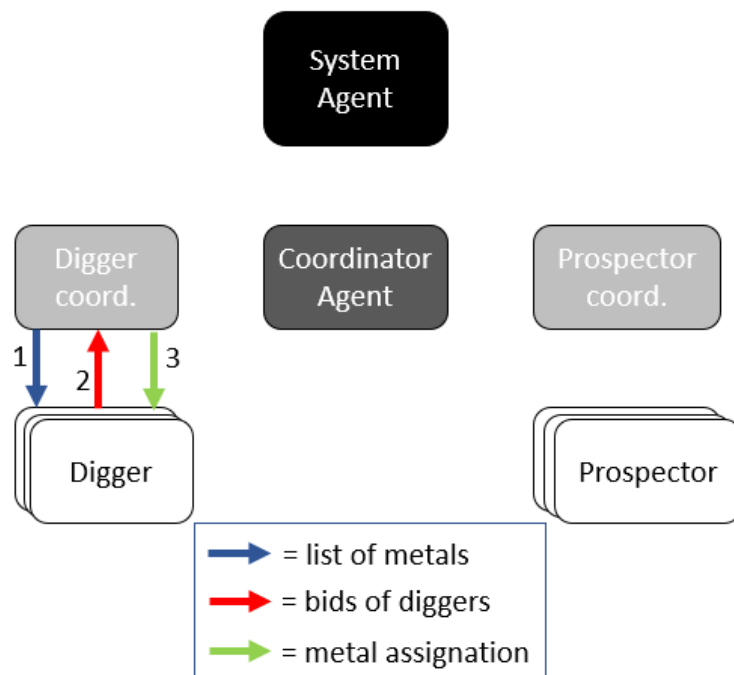 System
Agent
Digger
coord.
Coordinator
Agent
Prospector
coord.
1
2
3
Digger
Prospector
= list of metals
= bids of diggers
= metal assignation